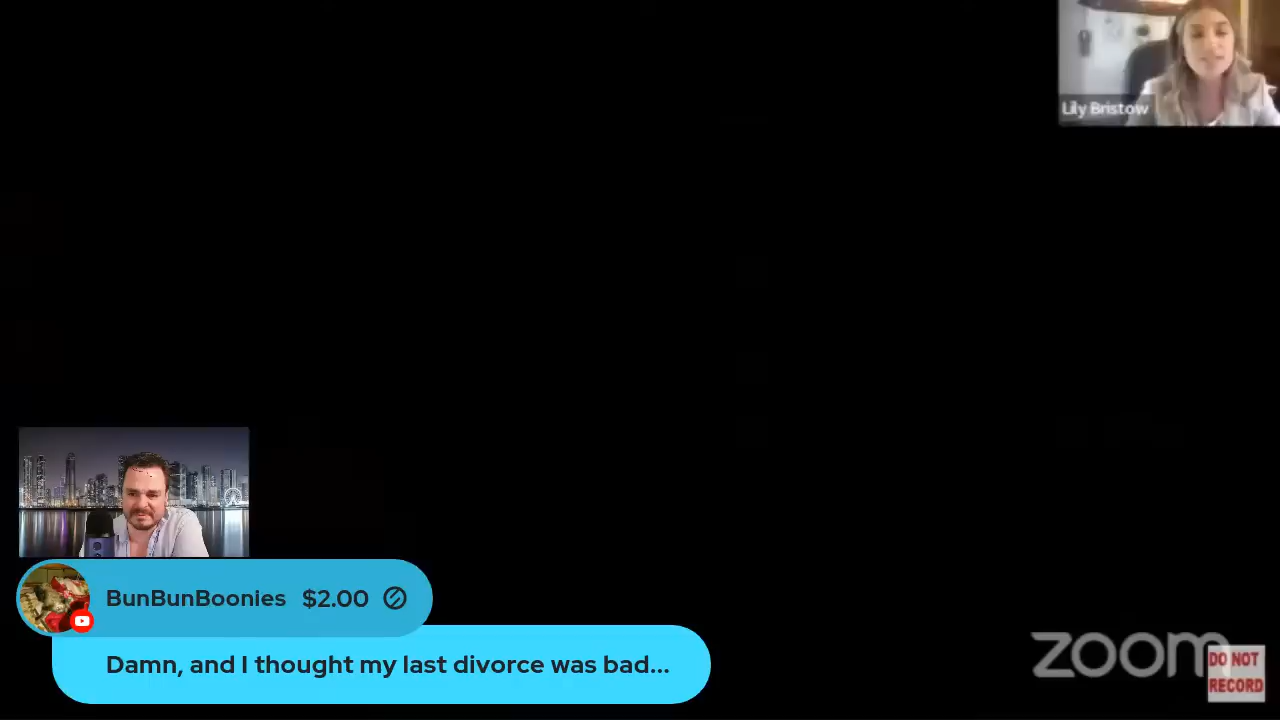 Lily Bristow
BunBunBoonies $2.00
Damn, and I thought my last divorce was bad...
zoom
DO NOT
RECORD